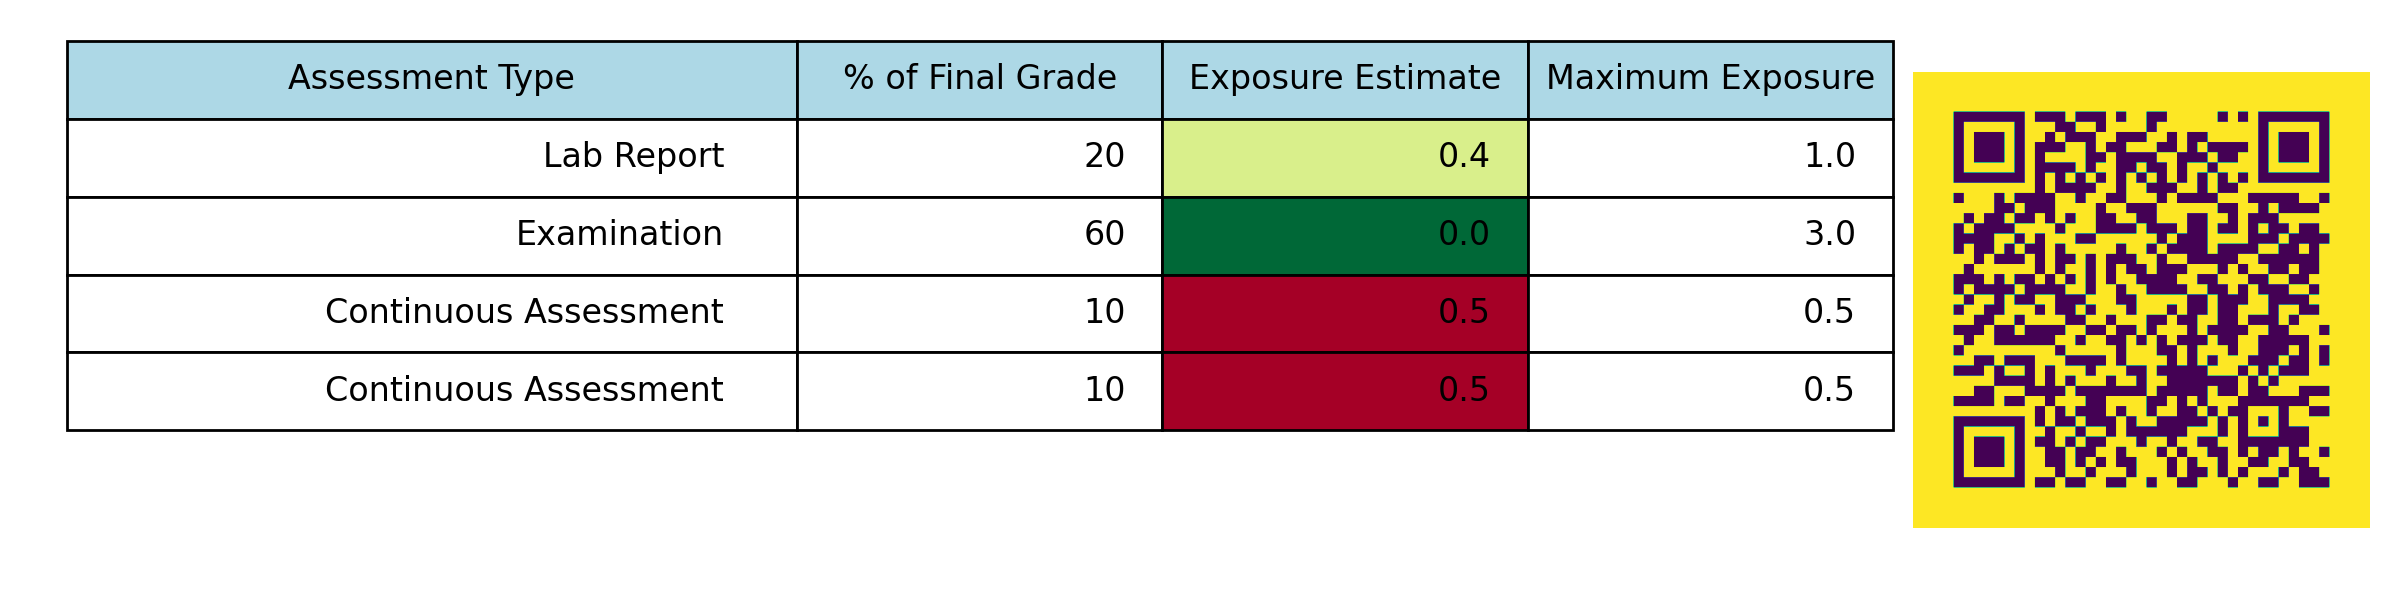 Assessment Type % of Final Grade Exposure Estimate Maximum Exposure
Lab Report 20 0.4 1.0
Examination 60 0.0 3.0
Continuous Assessment 10 0.5 0.5
Continuous Assessment 10 0.5 0.5